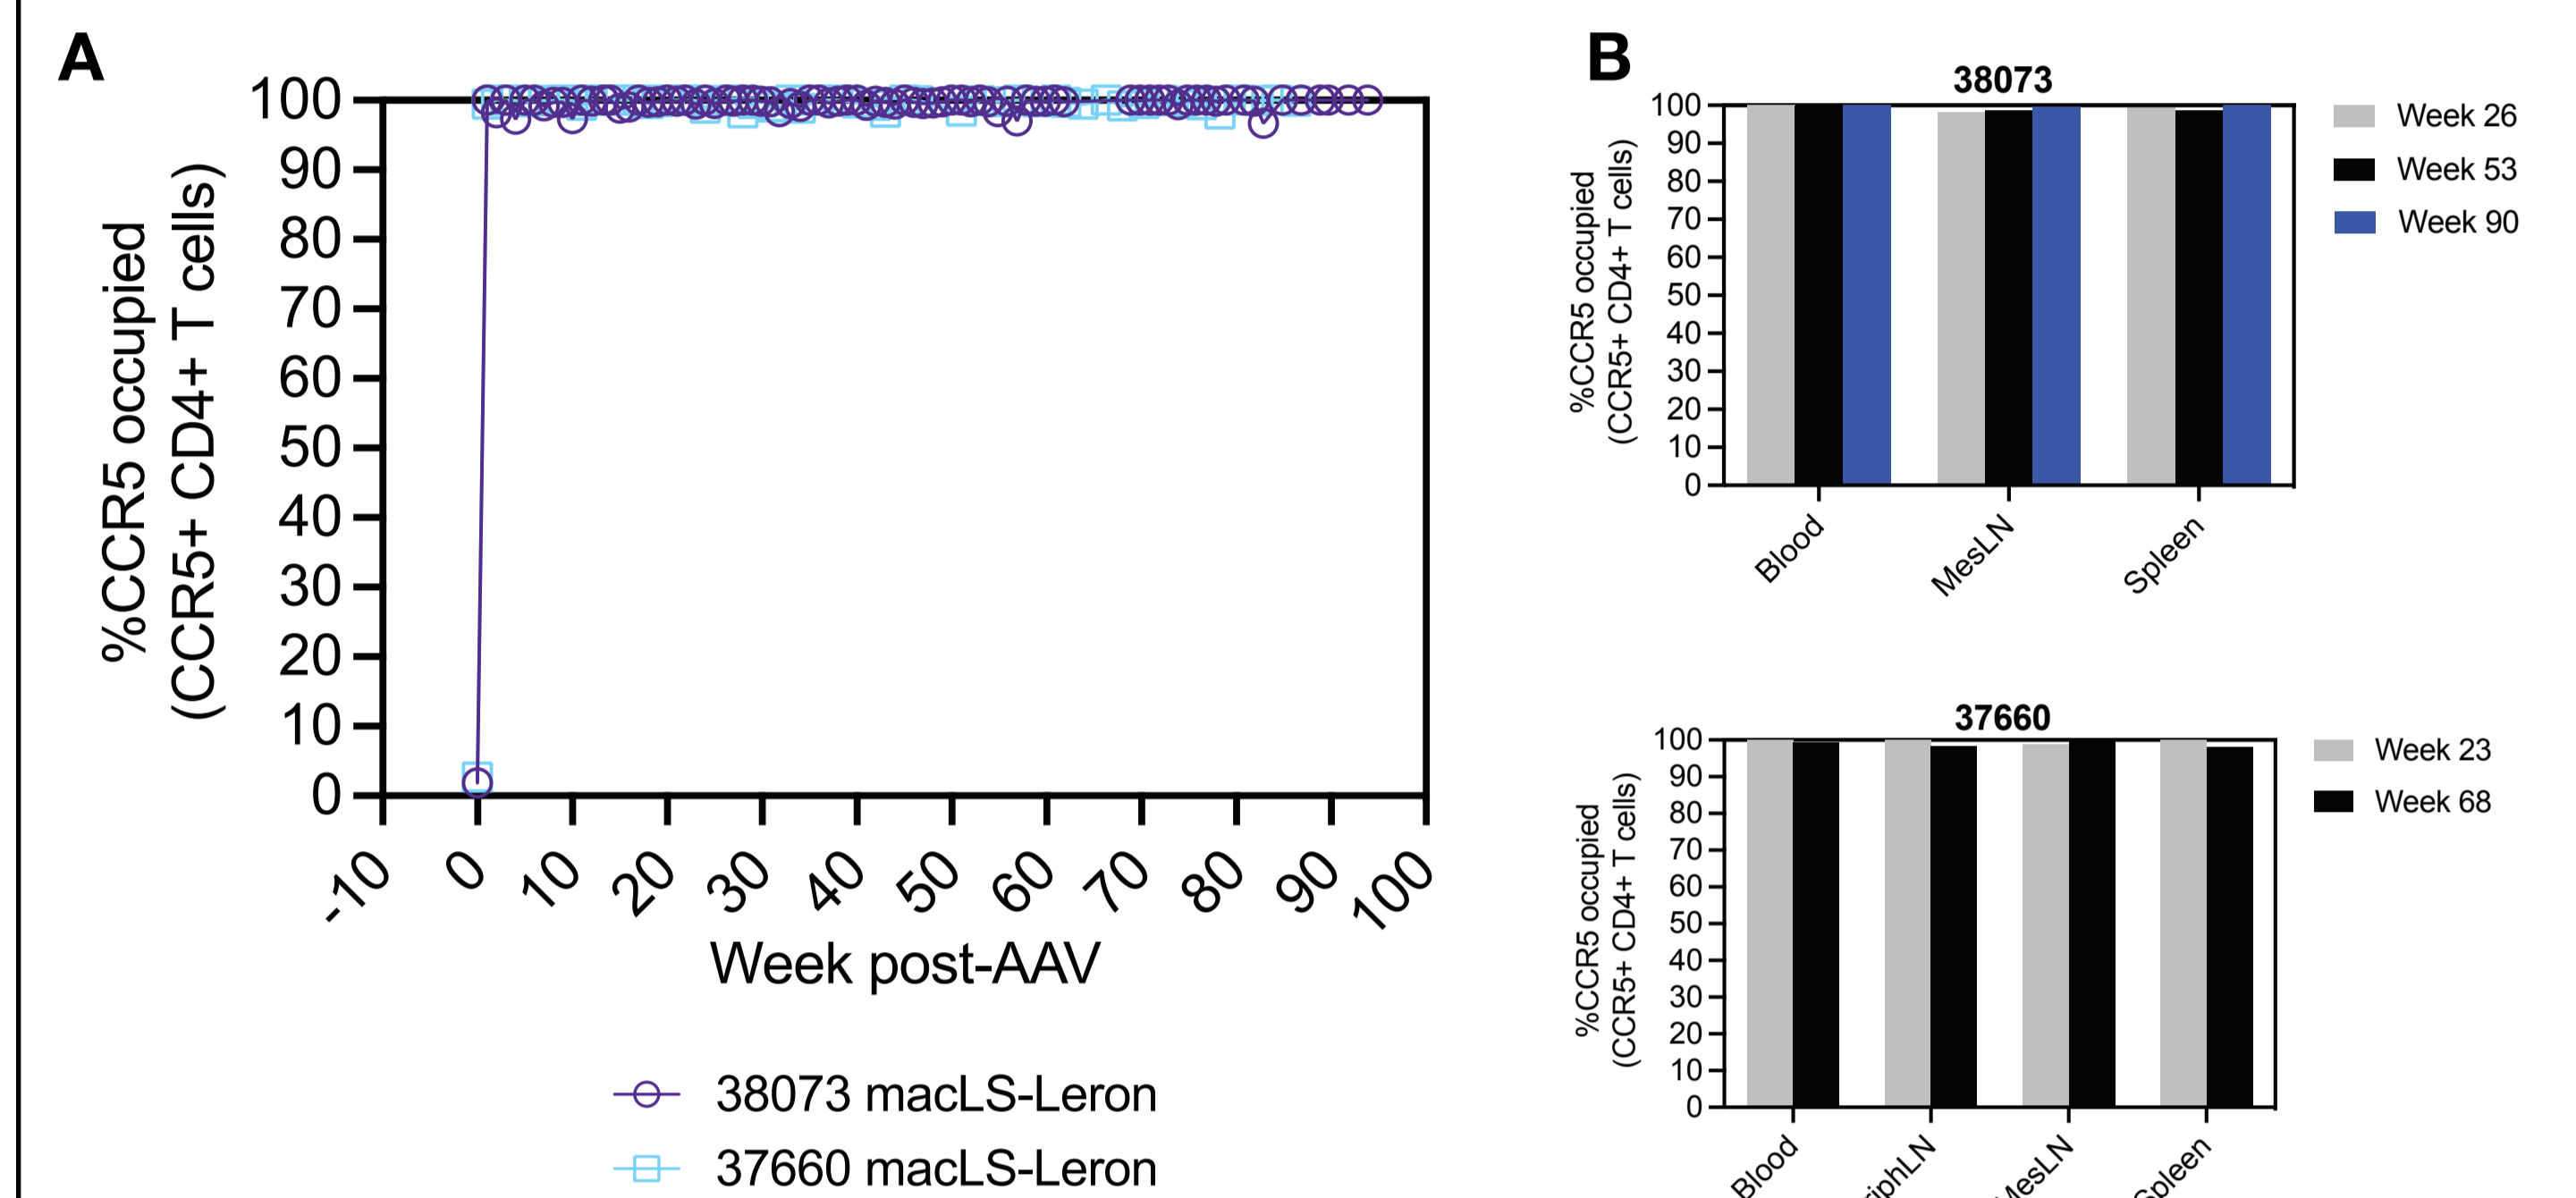 A
%CCR5 occupied
(CCR5+ CD4+ T cells)
100
90
80
70
60
50
40
30
20
10
0
-10 0 10 20 30 40 50 60 70 80 90 100
Week post-AAV
38073 macLS-Leron
37660 macLS-Leron
B
38073
%CCR5 occupied
(CCR5+ CD4+ T cells)
100
90
80
70
60
50
40
30
20
10
0
Blood MesLN Spleen
Week 26
Week 53
Week 90
37660
%CCR5 occupied
(CCR5+ CD4+ T cells)
100
90
80
70
60
50
40
30
20
10
0
Blood riphLN MesLN Spleen
Week 23
Week 68